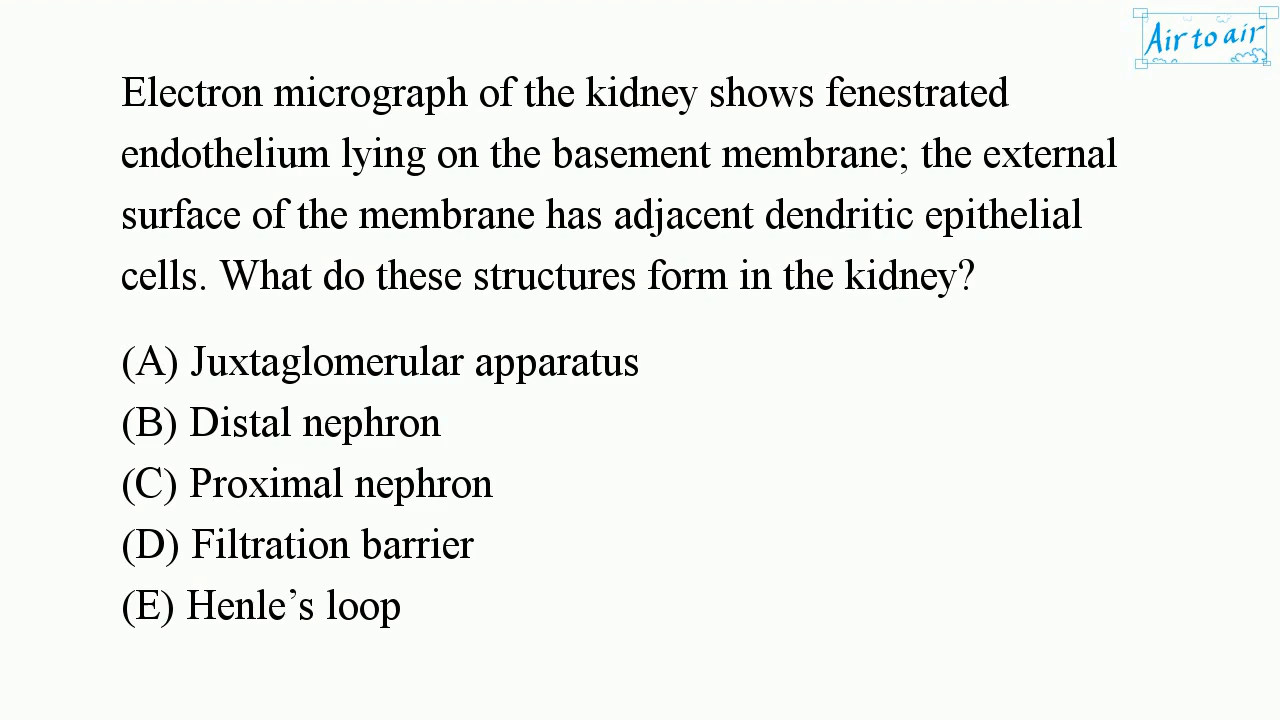 Air to air
Electron micrograph of the kidney shows fenestrated
endothelium lying on the basement membrane; the external
surface of the membrane has adjacent dendritic epithelial
cells. What do these structures form in the kidney?
(A) Juxtaglomerular apparatus
(B) Distal nephron
(C) Proximal nephron
(D) Filtration barrier
(E) Henle’s loop